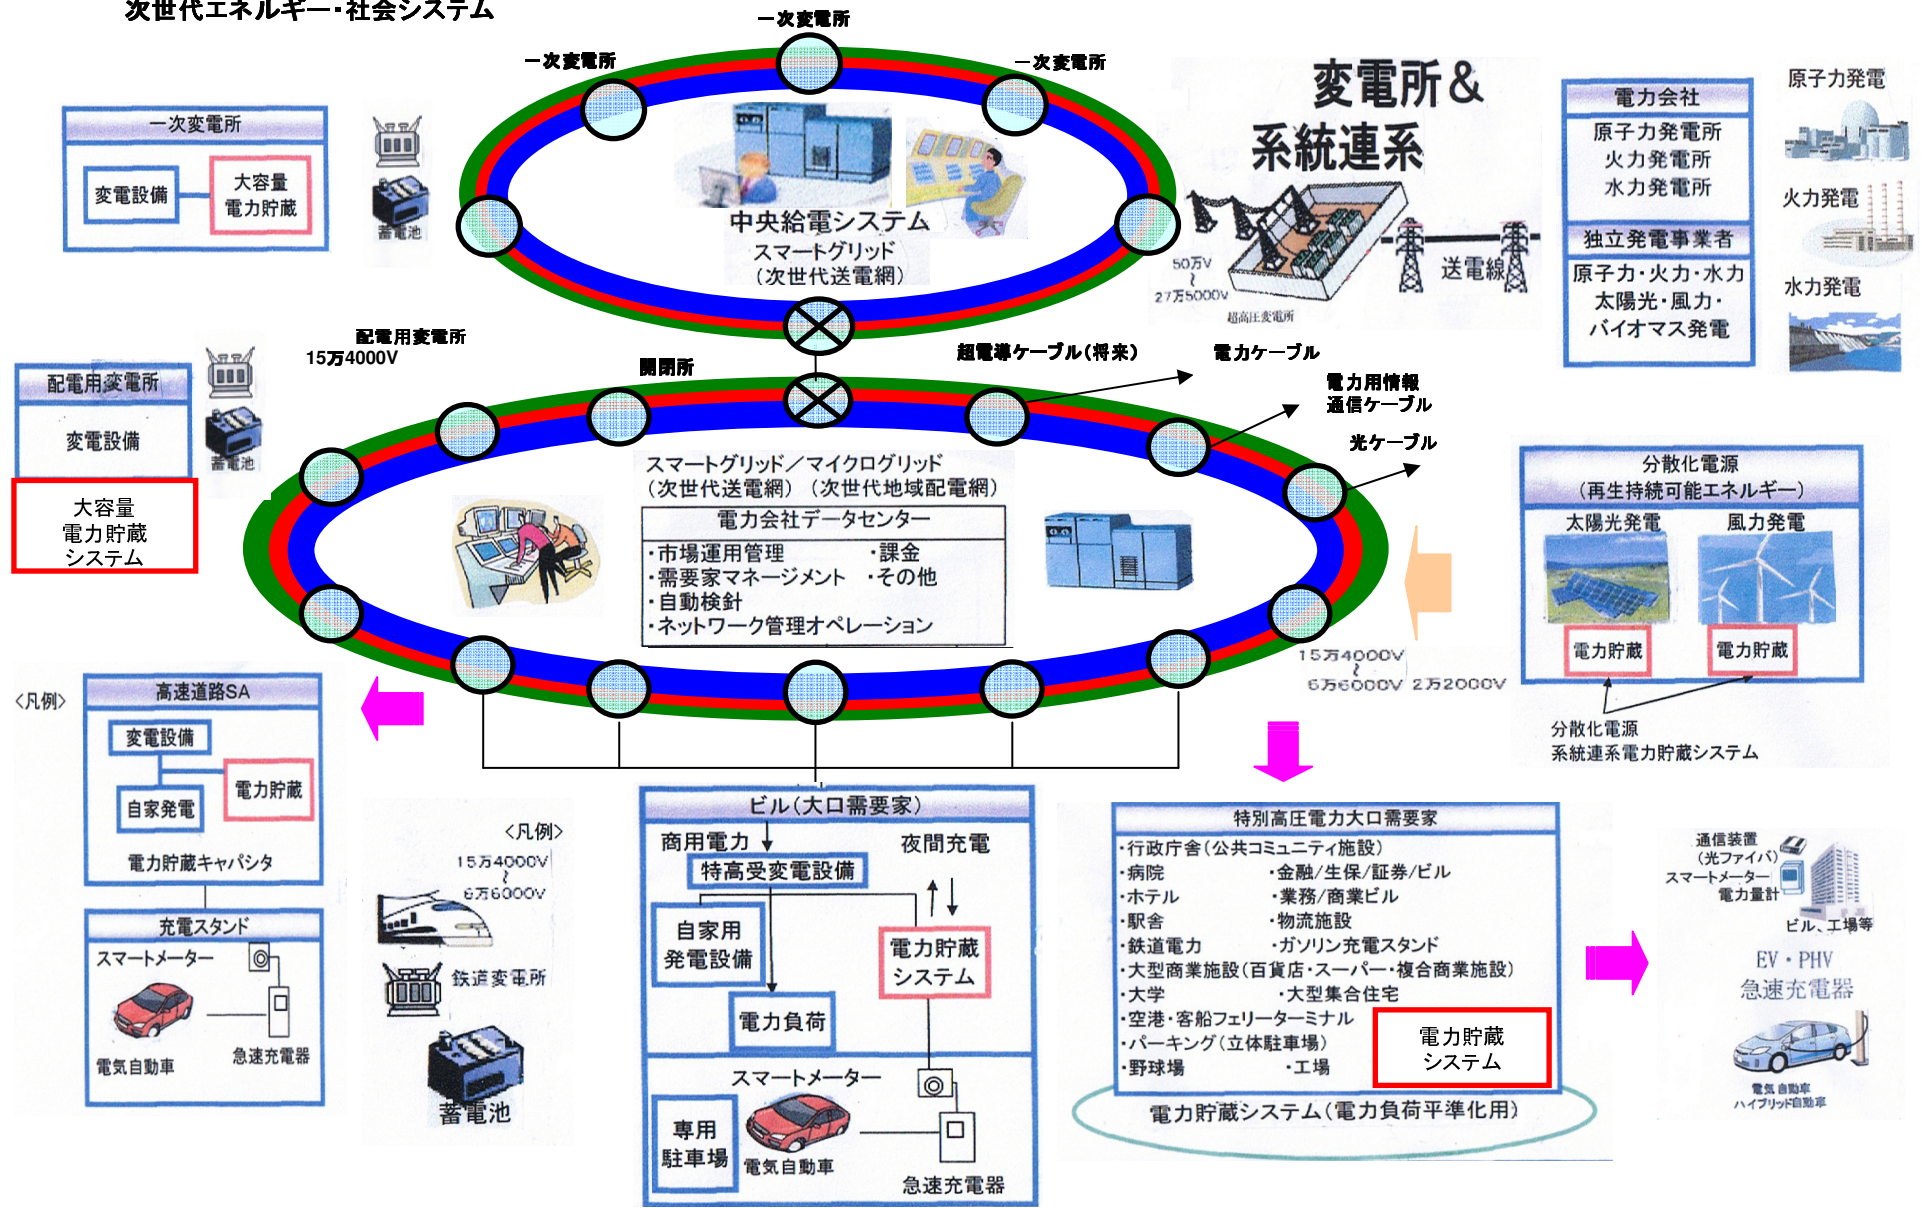 次世代エネルギー・社会システム
一次変電所
一次変電所
一次変電所
一次変電所
変電設備
大容量
電力貯蔵
蓄電池
中央給電システム
スマートグリッド
(次世代送電網)
変電所&
系統連系
50万V
~
27万5000V
超高圧変電所
送電線
電力会社
原子力発電所
火力発電所
水力発電所
独立発電事業者
原子力・火力・水力
太陽光・風力・
バイオマス発電
原子力発電
火力発電
水力発電
配電用変電所
15万4000V
開閉所
超電導ケーブル(将来)
電力ケーブル
電力用情報
通信ケーブル
光ケーブル
配電用変電所
変電設備
大容量
電力貯蔵
システム
蓄電池
スマートグリッド/マイクログリッド
(次世代送電網) (次世代地域配電網)
電力会社データセンター
・市場運用管理 ・課金
・需要家マネージメント ・その他
・自動検針
・ネットワーク管理オペレーション
分散化電源
(再生持続可能エネルギー)
太陽光発電 風力発電
電力貯蔵 電力貯蔵
分散化電源
系統連系電力貯蔵システム
15万4000V
~
6万6000V 2万2000V
<凡例>
高速道路SA
変電設備
電力貯蔵
自家発電
電力貯蔵キャパシタ
充電スタンド
スマートメーター
電気自動車
急速充電器
<凡例>
15万4000V
~
6万6000V
鉄道変電所
蓄電池
ビル(大口需要家)
商用電力
夜間充電
特高受変電設備
自家用
発電設備
電力貯蔵
システム
電力負荷
スマートメーター
専用
駐車場
電気自動車
急速充電器
特別高圧電力大口需要家
・行政庁舎(公共コミュニティ施設)
・病院 ・金融/生保/証券/ビル
・ホテル ・業務/商業ビル
・駅舎 ・物流施設
・鉄道電力 ・ガソリン充電スタンド
・大型商業施設(百貨店・スーパー・複合商業施設)
・大学 ・大型集合住宅
・空港・客船フェリーターミナル
・パーキング(立体駐車場)
・野球場 ・工場
電力貯蔵
システム
電力貯蔵システム(電力負荷平準化用)
通信装置
(光ファイバ)
スマートメーター
電力量計
ビル、工場等
EV・PHV
急速充電器
電気自動車
ハイブリッド自動車